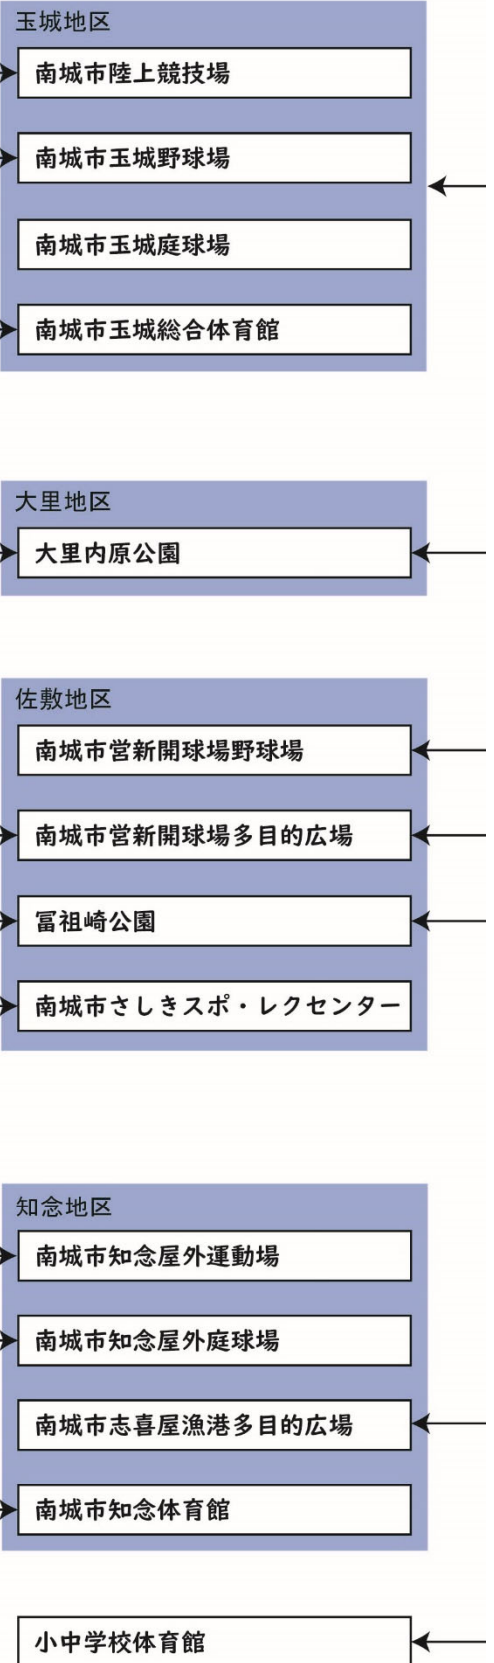 玉城地区
南城市陸上競技場
南城市玉城野球場
南城市玉城庭球場
南城市玉城総合体育館
大里地区
大里内原公園
佐敷地区
南城市営新開球場野球場
南城市営新開球場多目的広場
冨祖崎公園
南城市さしきスポ・レクセンター
知念地区
南城市知念屋外運動場
南城市知念屋外庭球場
南城市志喜屋漁港多目的広場
南城市知念体育館
小中学校体育館